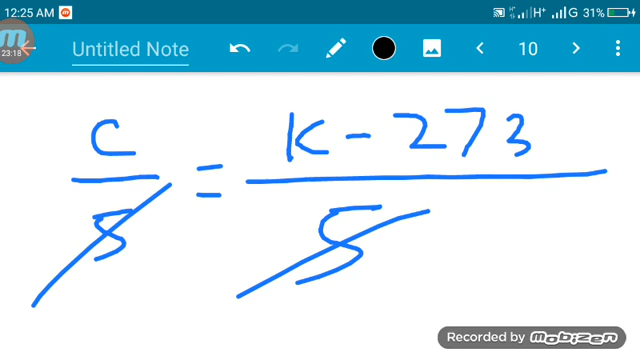 12:25 AM
H+ G 31%
M
23:18
Untitled Note
10
C K - 273
=
5 5
Recorded by mobizen